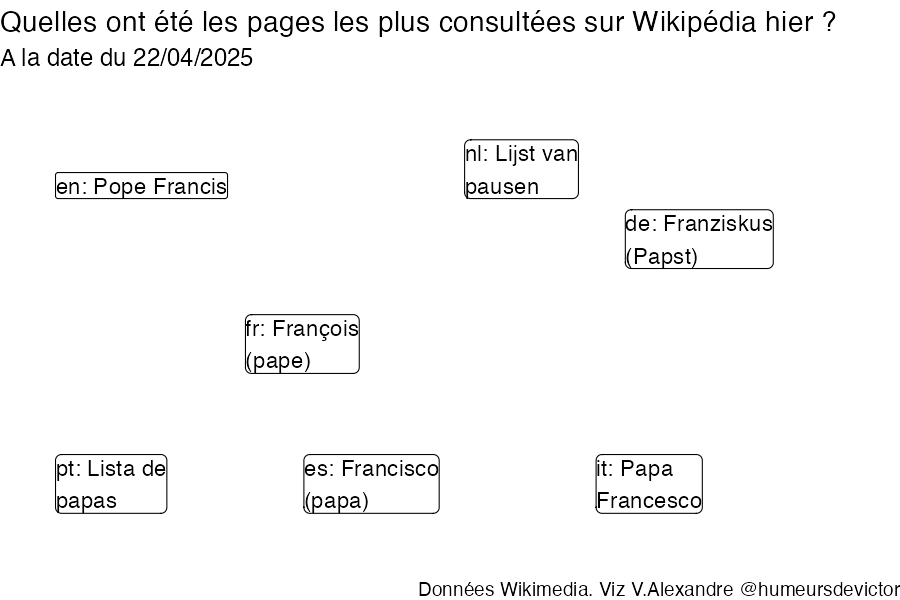 Quelles ont été les pages les plus consultées sur Wikipédia hier ?
A la date du 22/04/2025
nl: Lijst van
pausen
en: Pope Francis
de: Franziskus
(Papst)
fr: François
(pape)
pt: Lista de
papas
es: Francisco
(papa)
it: Papa
Francesco
Données Wikimedia. Viz V.Alexandre @humeursdevictor